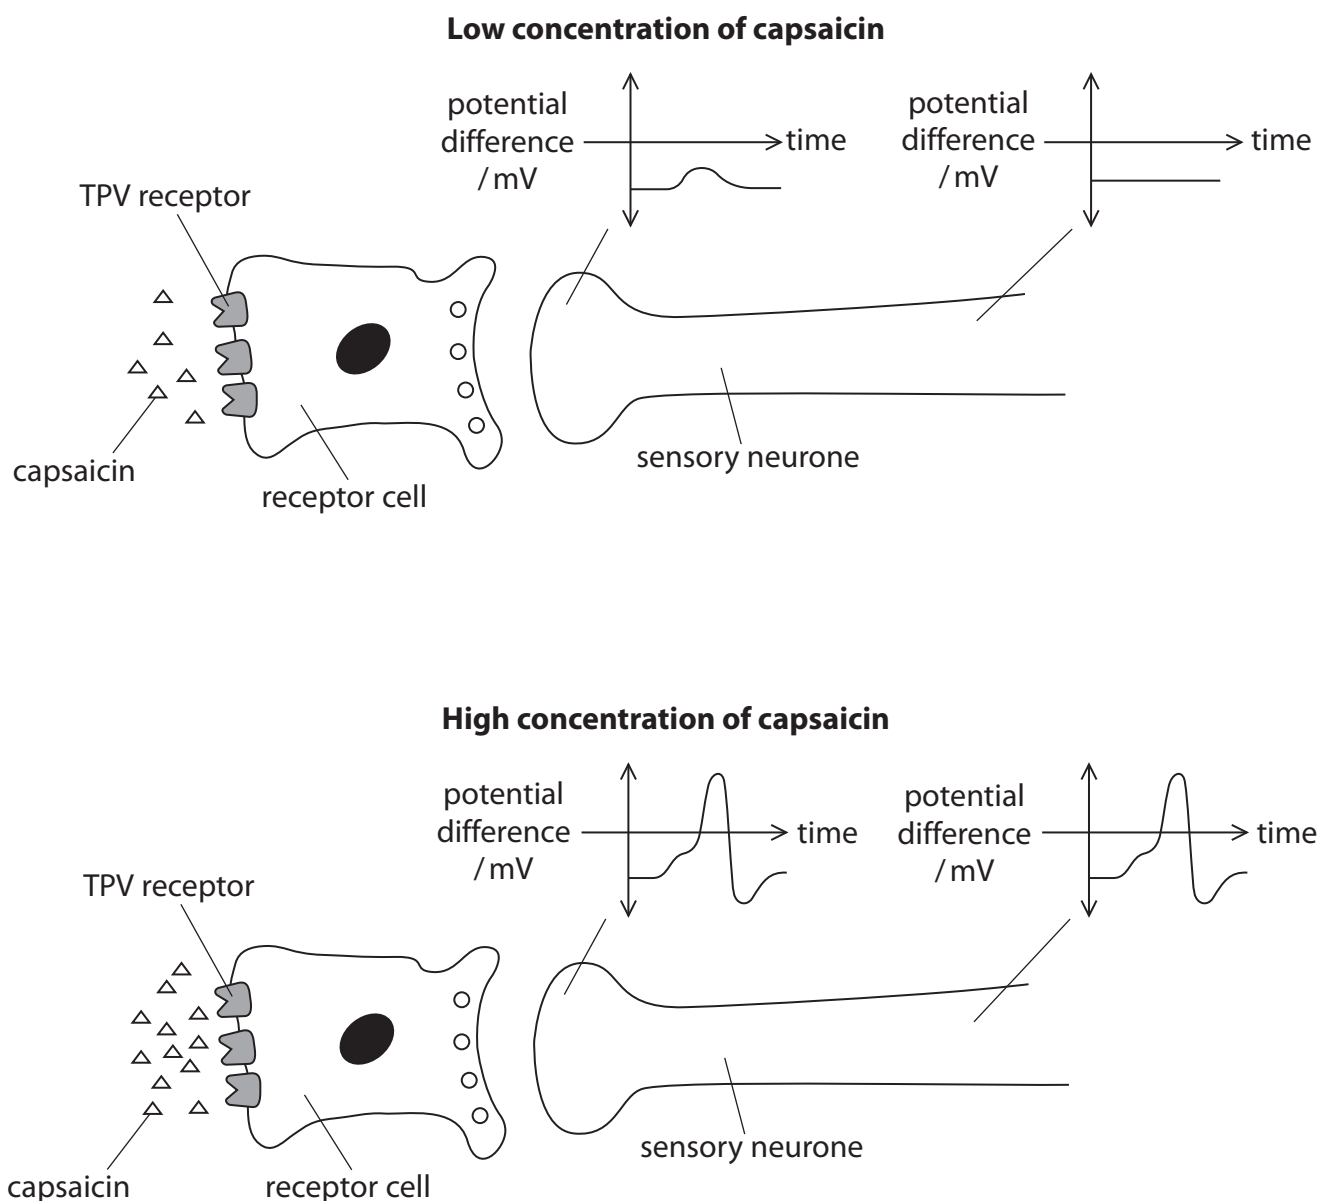 Low concentration of capsaicin
potential
difference
/mV
time
potential
difference
/mV
time
TPV receptor
capsaicin
receptor cell
sensory neurone
High concentration of capsaicin
potential
difference
/mV
time
potential
difference
/mV
time
TPV receptor
capsaicin
receptor cell
sensory neurone